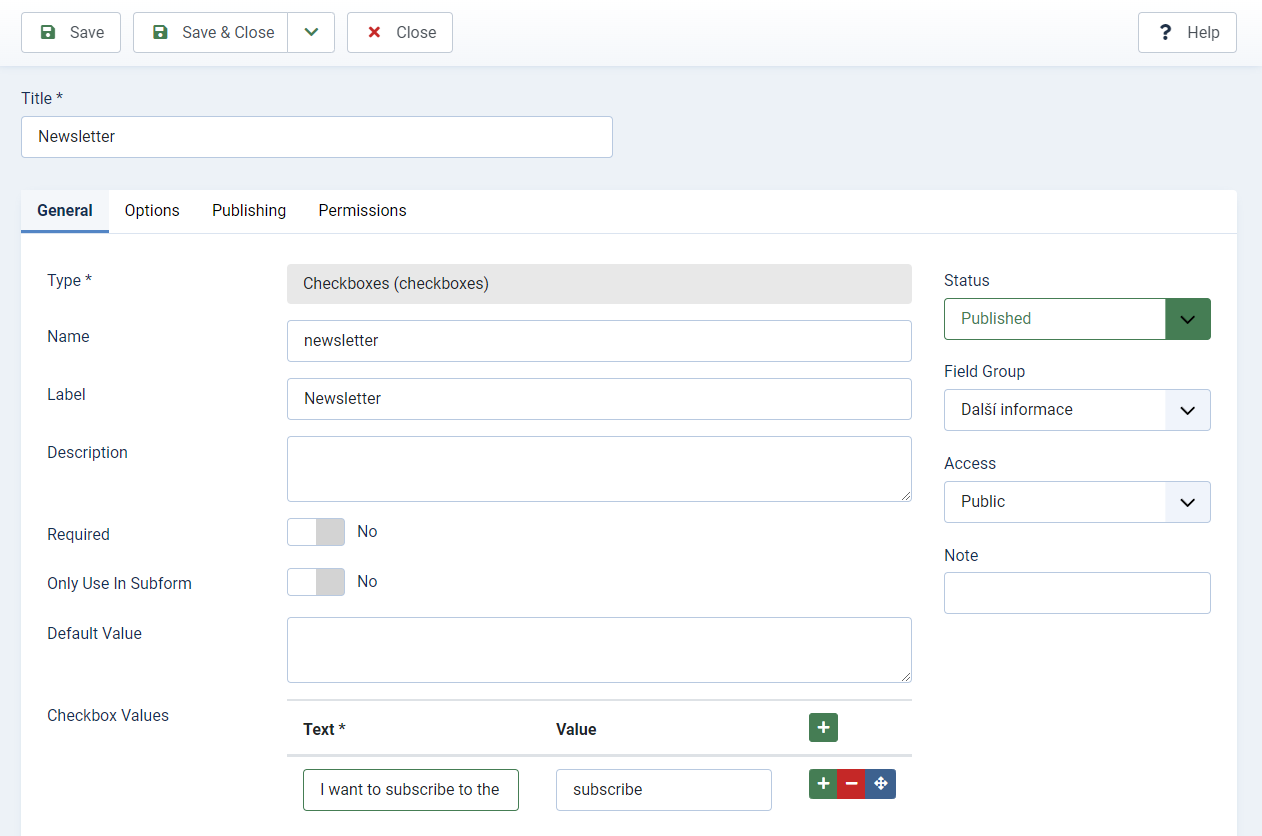 Save
Save & Close
Close
? Help
Title *
Newsletter
General Options Publishing Permissions
Type *
Checkboxes (checkboxes)
Name
newsletter
Label
Newsletter
Description
Required
No
Only Use In Subform
No
Default Value
Checkbox Values
Text * Value
I want to subscribe to the
subscribe
Status
Published
Field Group
Další informace
Access
Public
Note